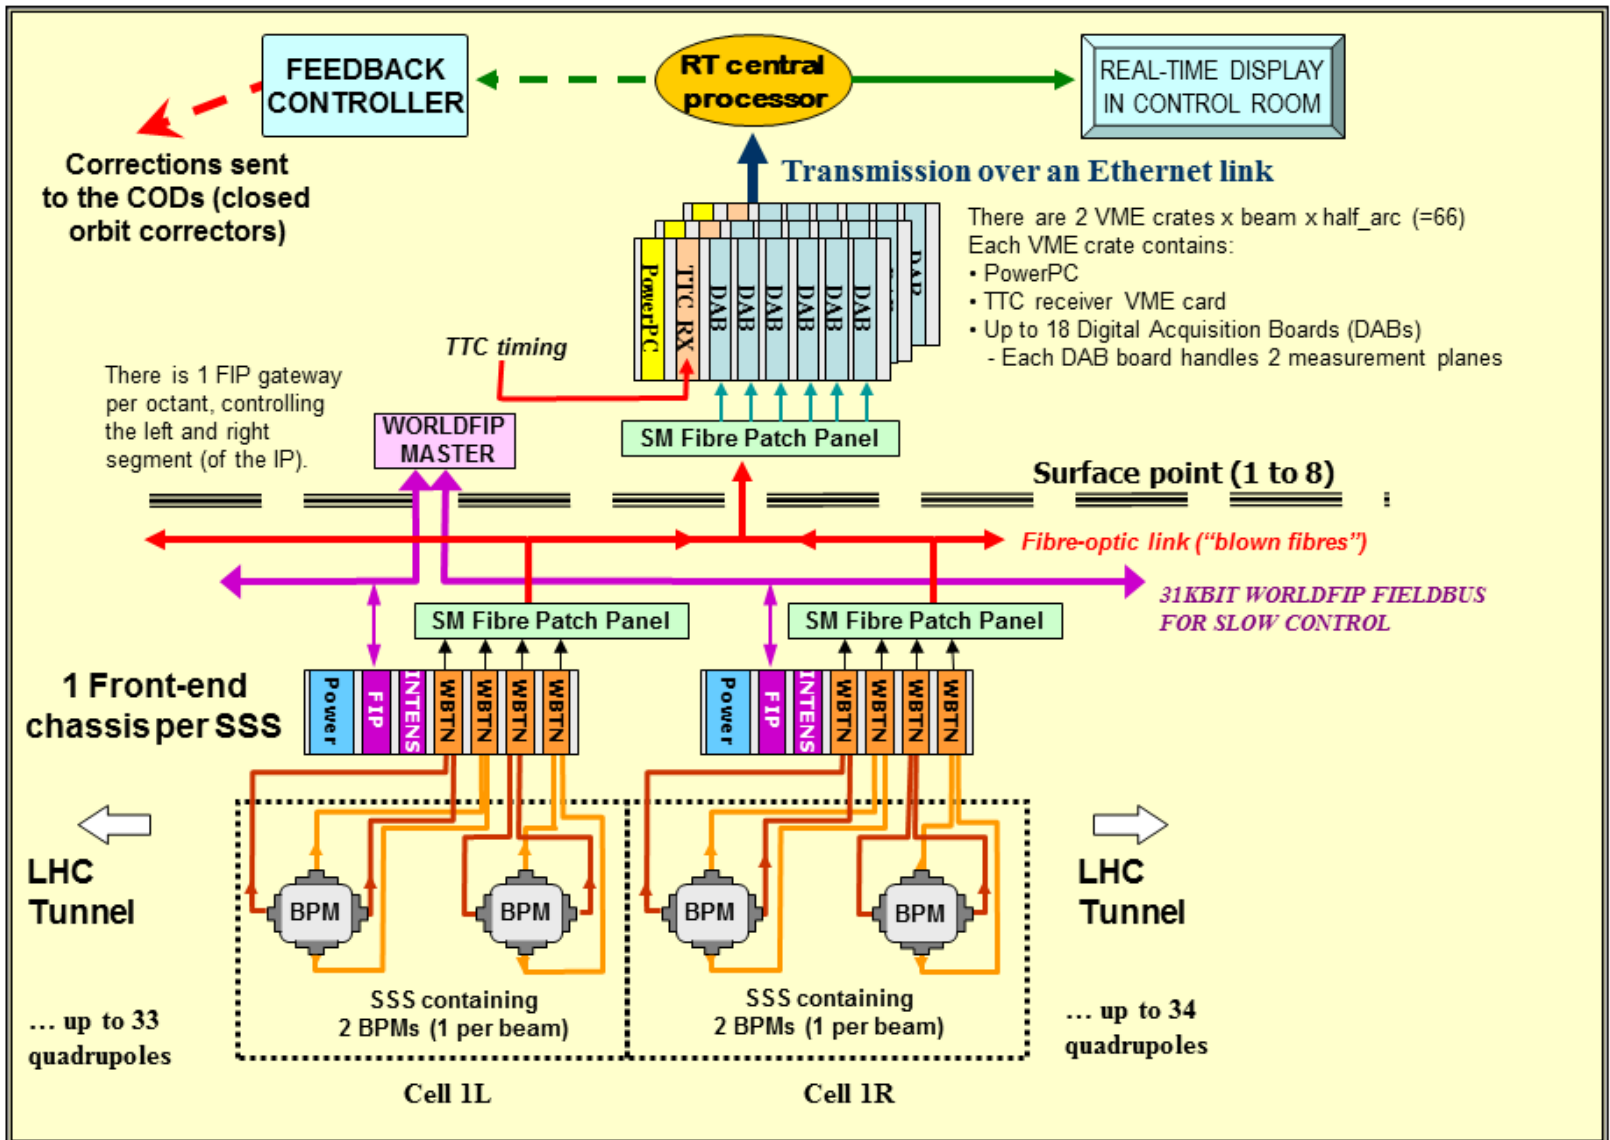 FEEDBACK
CONTROLLER
RT central
processor
REAL-TIME DISPLAY
IN CONTROL ROOM
Corrections sent
to the CODs (closed
orbit correctors)
Transmission over an Ethernet link
There are 2 VME crates x beam x half_arc (=66)
Each VME crate contains:
• PowerPC
• TTC receiver VME card
• Up to 18 Digital Acquisition Boards (DABs)
- Each DAB board handles 2 measurement planes
PowerPC
TTC RX
DAB
DAB
DAB
DAB
DAB
DAB
DAB
TTC timing
There is 1 FIP gateway
per octant, controlling
the left and right
segment (of the IP).
WORLDFIP
MASTER
SM Fibre Patch Panel
Surface point (1 to 8)
Fibre-optic link (“blown fibres”)
31KBIT WORLDFIP FIELDBUS
FOR SLOW CONTROL
SM Fibre Patch Panel
SM Fibre Patch Panel
1 Front-end
chassis per SSS
Power
FIP
INTENS
WBTN
WBTN
WBTN
WBTN
Power
FIP
INTENS
WBTN
WBTN
WBTN
WBTN
LHC
Tunnel
BPM
BPM
BPM
BPM
LHC
Tunnel
SSS containing
2 BPMs (1 per beam)
SSS containing
2 BPMs (1 per beam)
... up to 33
quadrupoles
... up to 34
quadrupoles
Cell 1L
Cell 1R